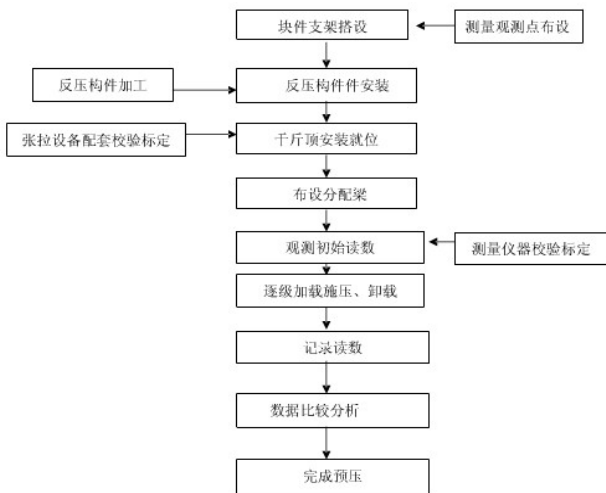 块件支架搭设
测量观测点布设
反压构件加工
反压构件件安装
张拉设备配套校验标定
千斤顶安装就位
布设分配梁
观测初始读数
测量仪器校验标定
逐级加载施压、卸载
记录读数
数据比较分析
完成预压